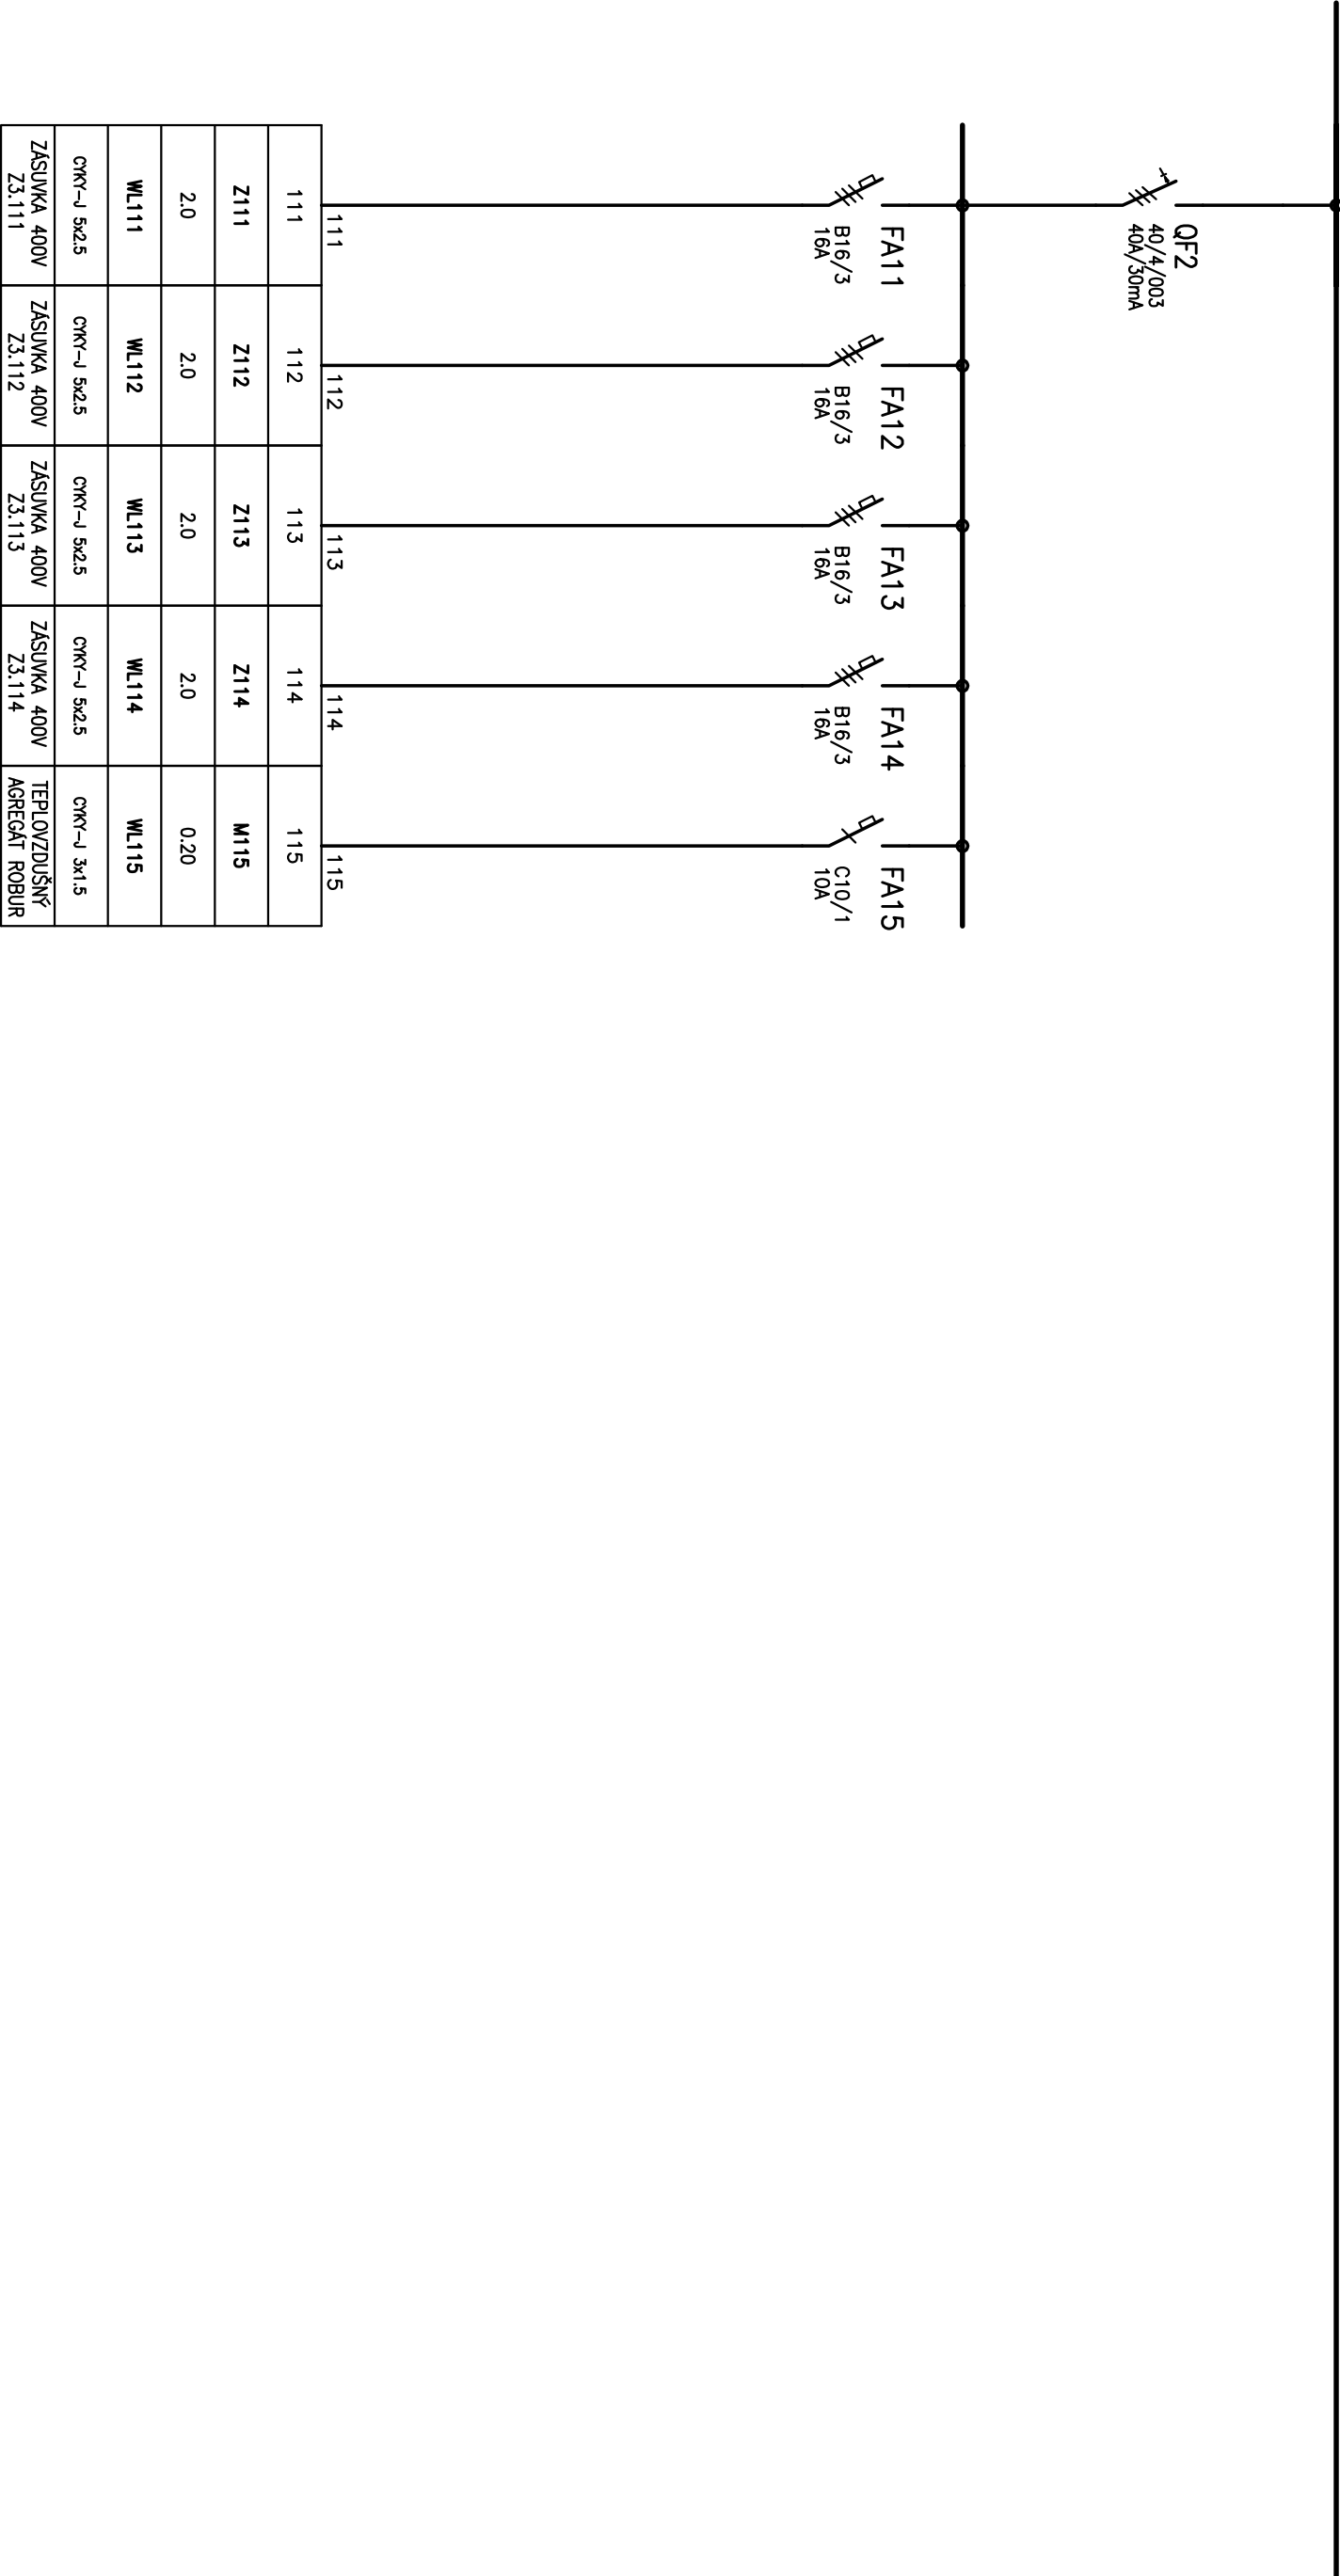 QF2
40/4/003
40A/30mA
FA11
B16/3
16A
FA12
B16/3
16A
FA13
B16/3
16A
FA14
B16/3
16A
FA15
C10/1
10A
111
112
113
114
115
111
112
113
114
115
Z111
Z112
Z113
Z114
M115
2.0
2.0
2.0
2.0
0.20
WL111
WL112
WL113
WL114
WL115
CYKY-J 5x2.5
CYKY-J 5x2.5
CYKY-J 5x2.5
CYKY-J 5x2.5
CYKY-J 3x1.5
ZÁSUVKA 400V
Z3.111
ZÁSUVKA 400V
Z3.112
ZÁSUVKA 400V
Z3.113
ZÁSUVKA 400V
Z3.114
TEPLOVZDUŠNÝ
AGREGÁT ROBUR